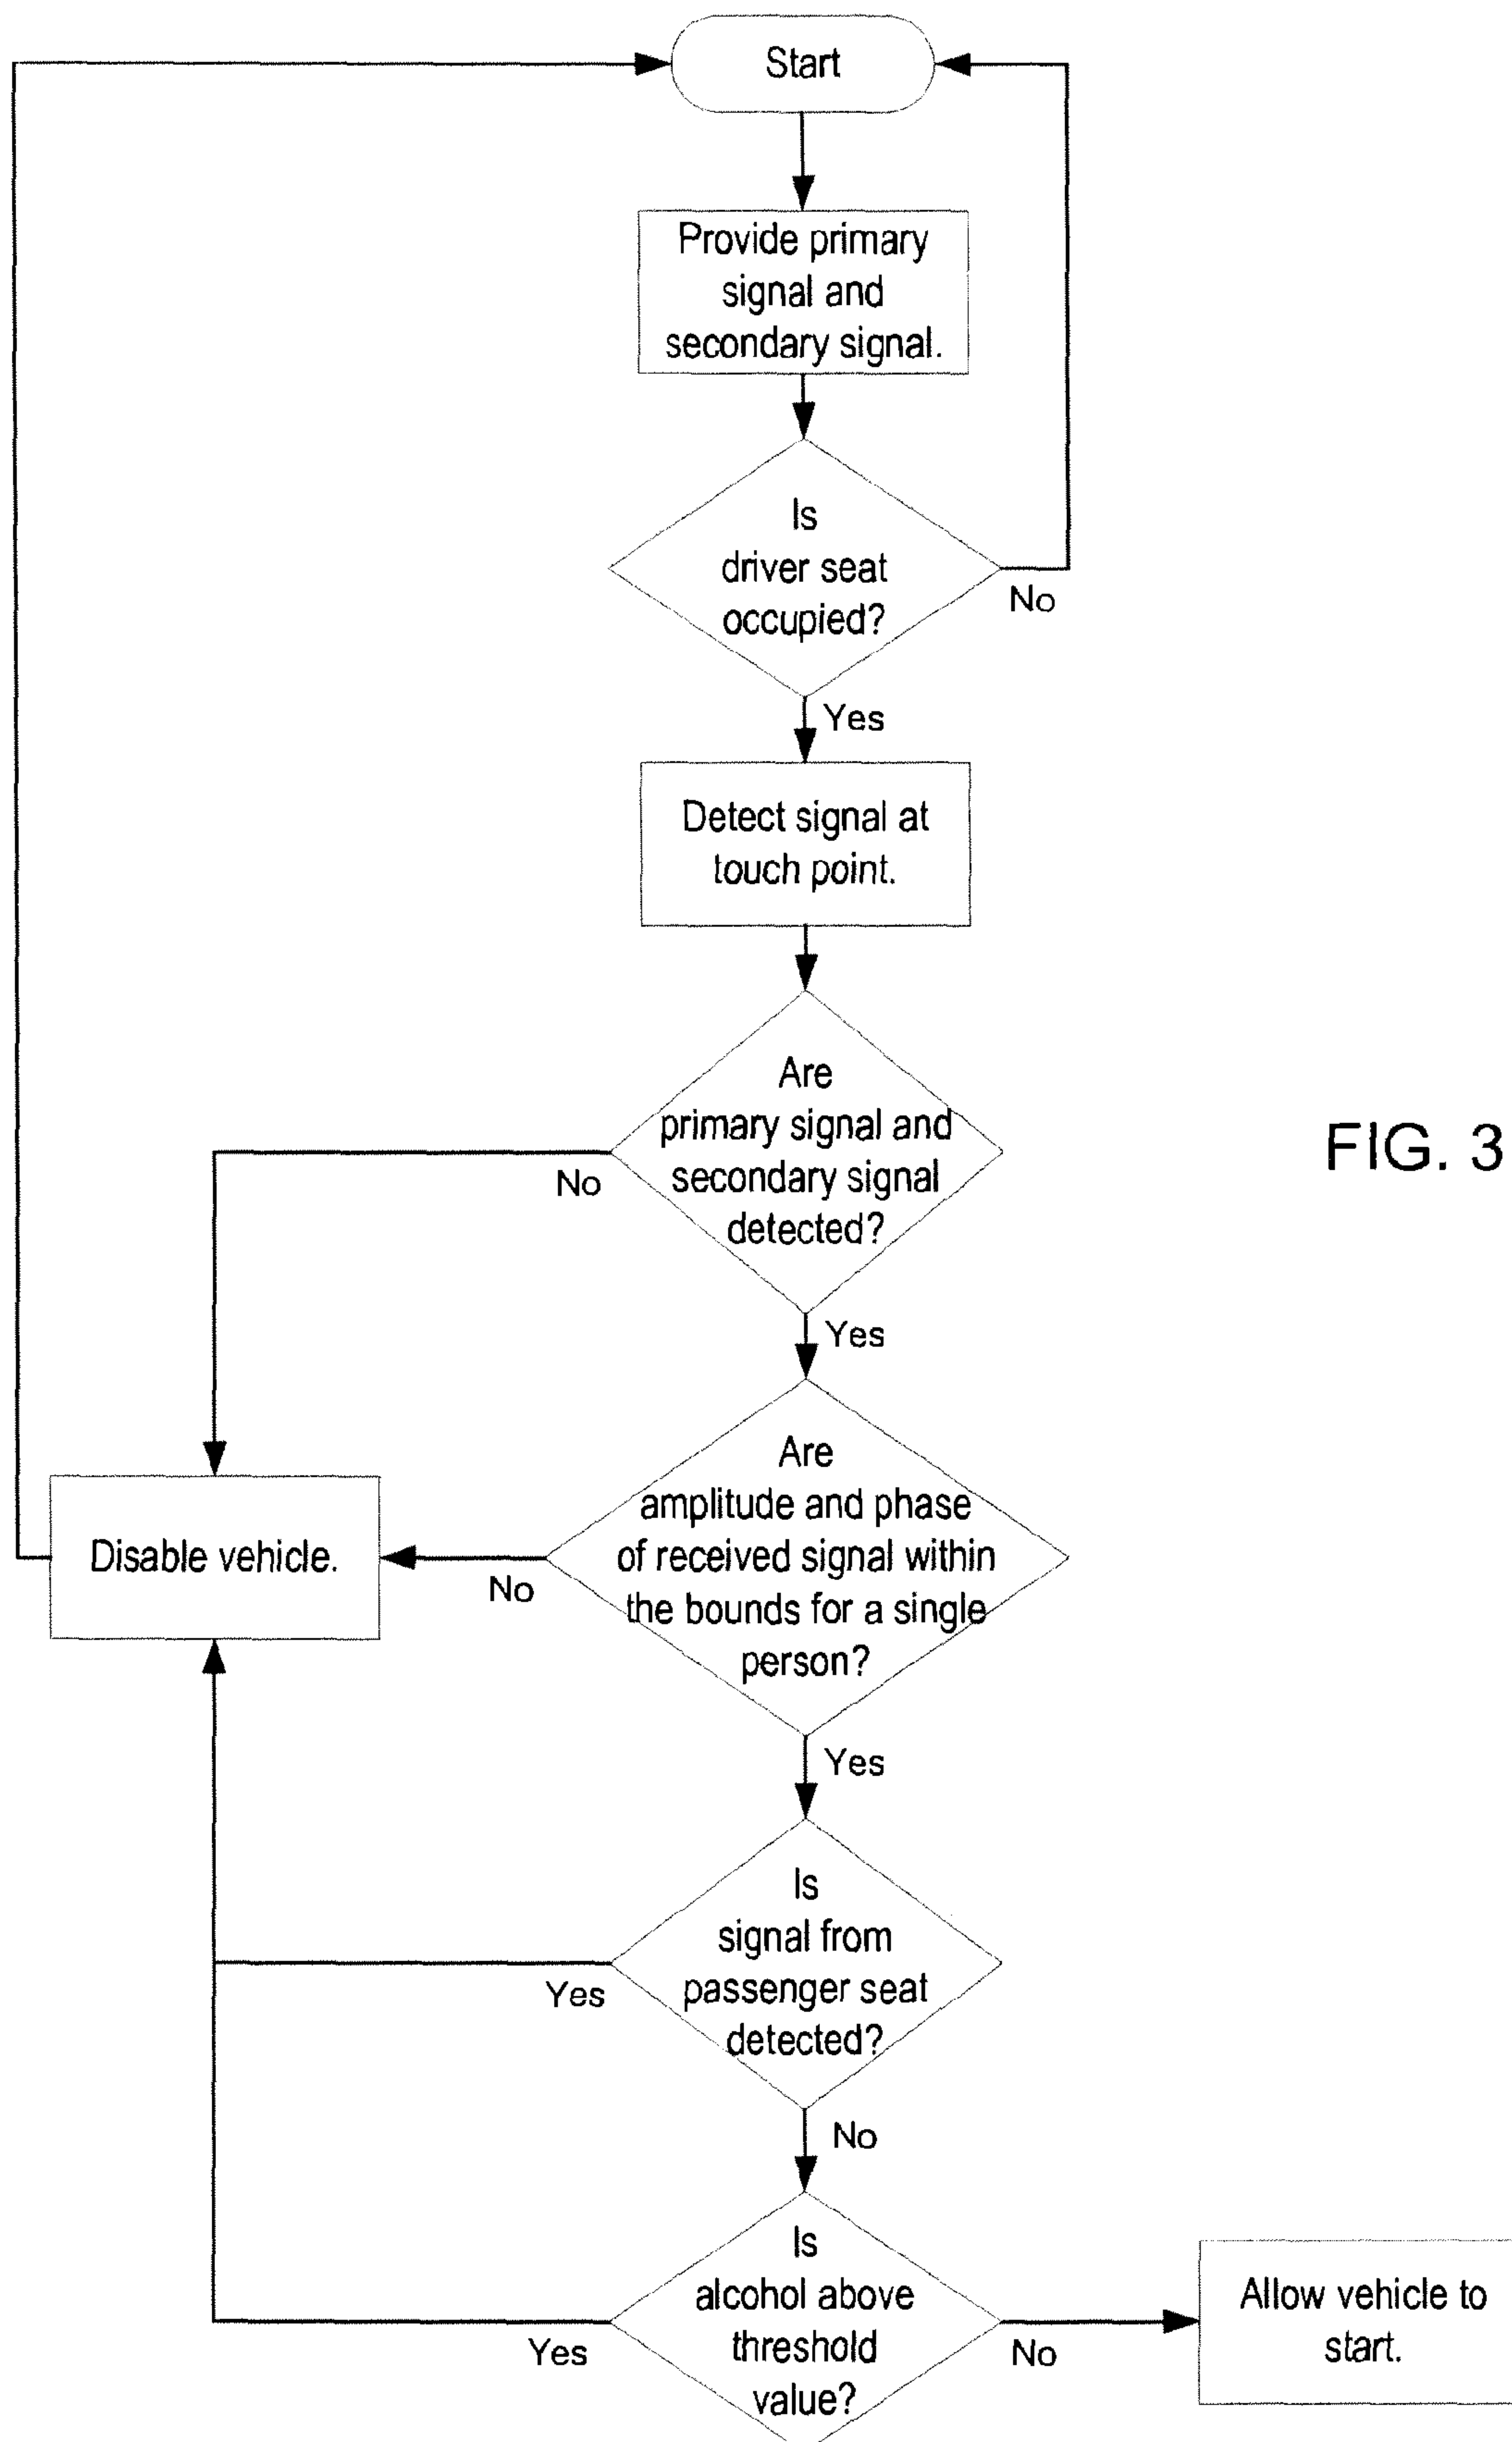 Start
Provide primary
signal and
secondary signal.
Is
driver seat
occupied?
No
Yes
Detect signal at
touch point.
Are
primary signal and
secondary signal
detected?
No
Yes
FIG. 3
Are
amplitude and phase
of received signal within
the bounds for a single
person?
No
Disable vehicle.
Yes
Is
signal from
passenger seat
detected?
Yes
No
Is
alcohol above
threshold
value?
Yes
No
Allow vehicle to
start.